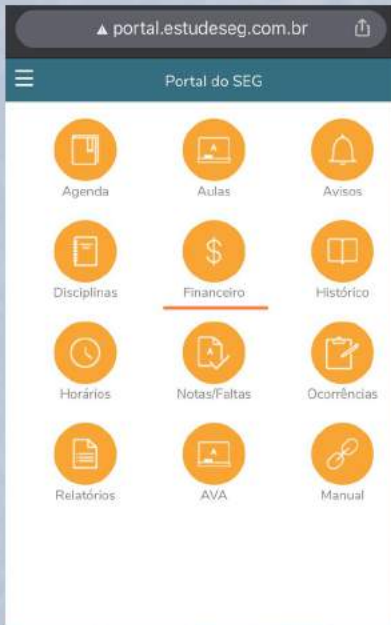 portal.estudeseg.com.br
Portal do SEG
Agenda
Aulas
Avisos
Disciplinas
Financeiro
Histórico
Horários
Notas/Faltas
Ocorrências
Relatórios
AVA
Manual